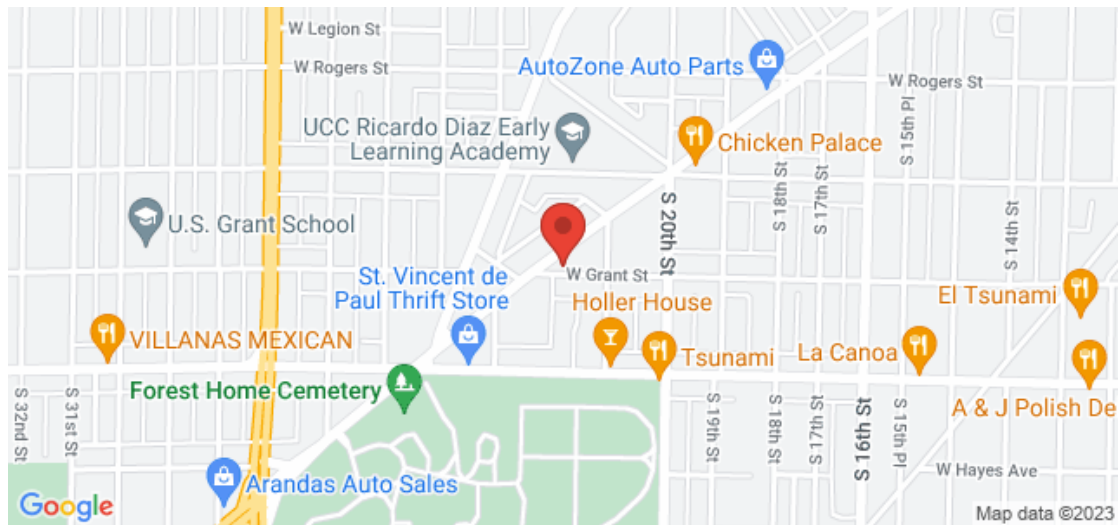 W Legion St
W Rogers St
AutoZone Auto Parts
W Rogers St
S 15th Pl
UCC Ricardo Diaz Early
Learning Academy
Chicken Palace
U.S. Grant School
S 20th St
S 18th St
S 17th St
S 14th St
St. Vincent de
Paul Thrift Store
W Grant St
Holler House
El Tsunami
VILLANAS MEXICAN
Tsunami
La Canoa
Forest Home Cemetery
A & J Polish De
S 32nd St
S 31st St
S 19th St
S 18th St
S 17th St
S 16th St
S 15th Pl
W Hayes Ave
Arandas Auto Sales
Google
Map data ©2023